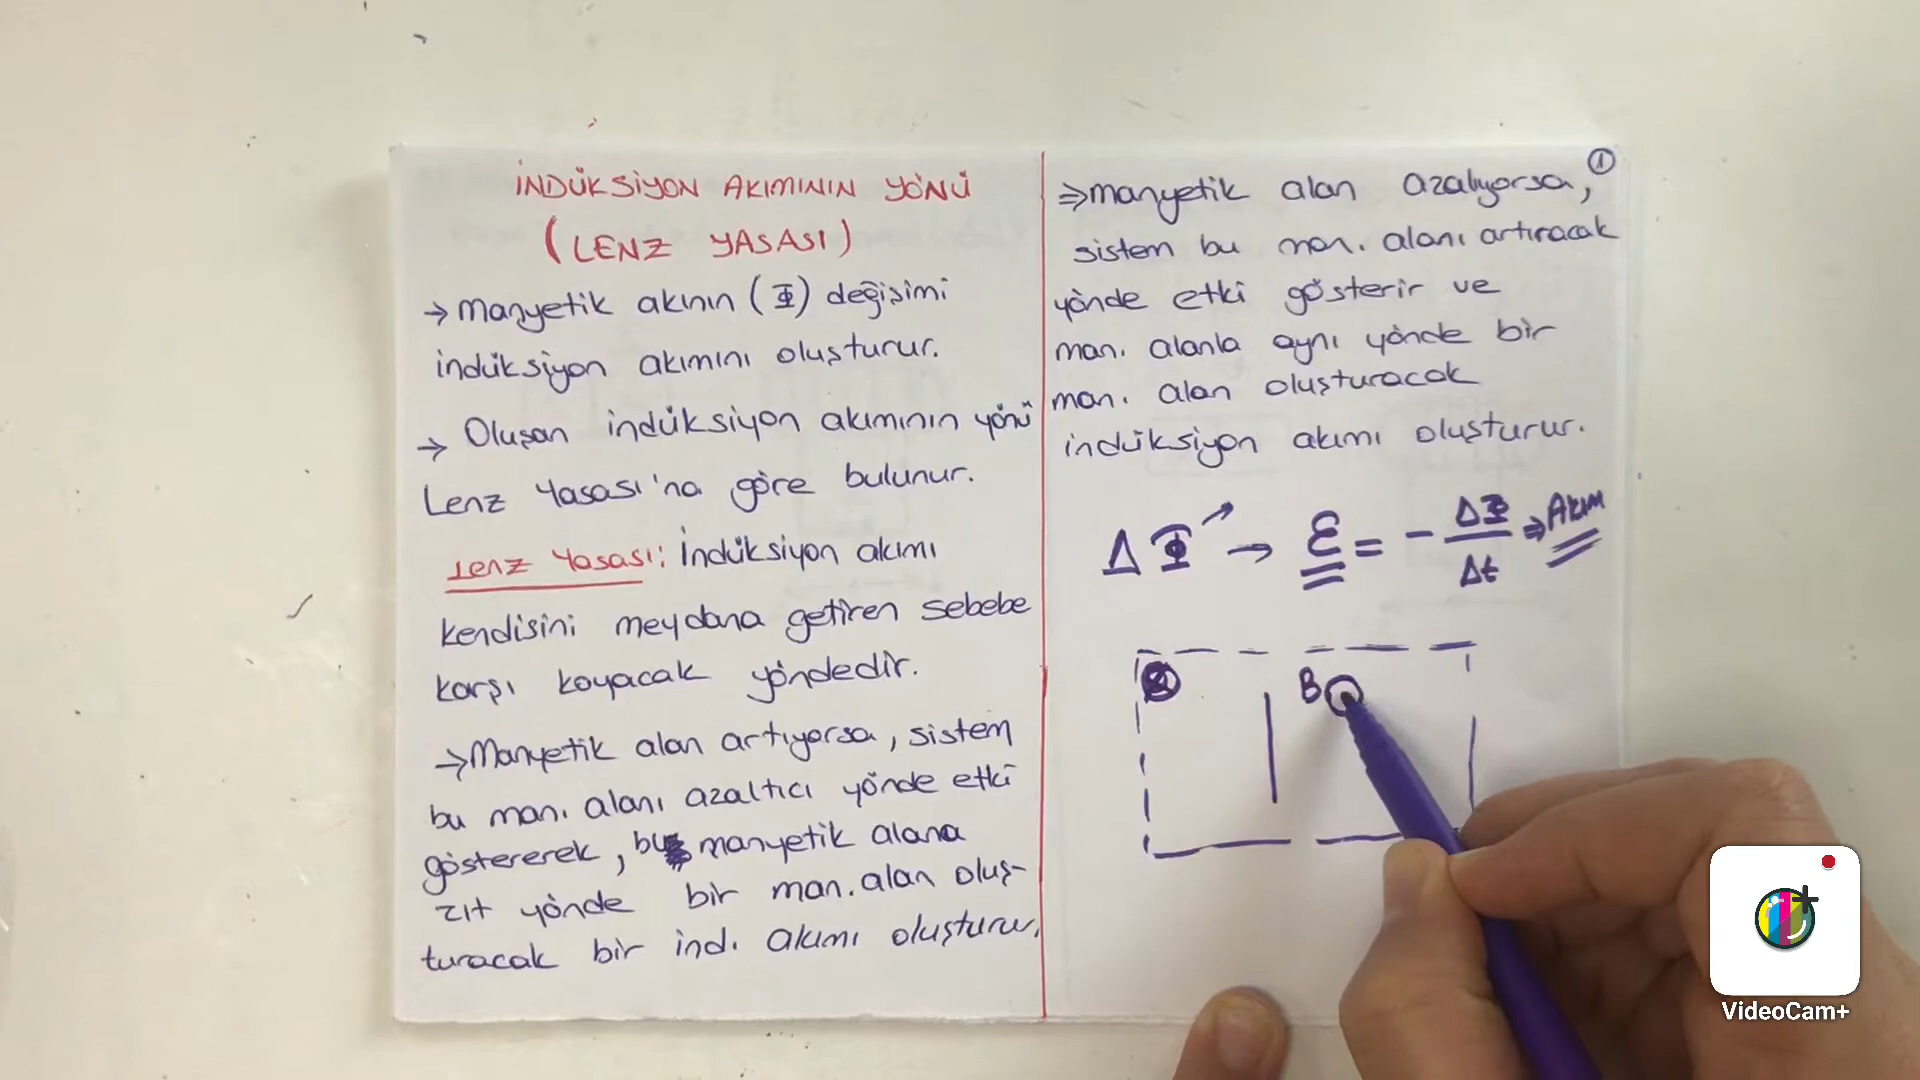 İNDÜKSİYON AKIMININ YÖNÜ
(LENZ YASASI)
→ Manyetik akının (Φ) değişimi
indüksiyon akımını oluşturur.
→ Oluşan indüksiyon akımının yönü
Lenz Yasası'na göre bulunur.
Lenz Yasası: İndüksiyon akımı
kendisini meydana getiren sebebe
karşı koyacak yöndedir.
→ Manyetik alan artıyorsa, sistem
bu man. alanı azaltıcı yönde etki
göstererek, bu manyetik alana
zıt yönde bir man. alan oluş-
turacak bir ind. akımı oluşturur.
①
⇒ manyetik alan azalıyorsa,
sistem bu man. alanı artıracak
yönde etki gösterir ve
man. alanla aynı yönde bir
man. alan oluşturacak
indüksiyon akımı oluşturur.
ΔΦ → ε = - ΔΦ/Δt ⇒ Akım
B
VideoCam+